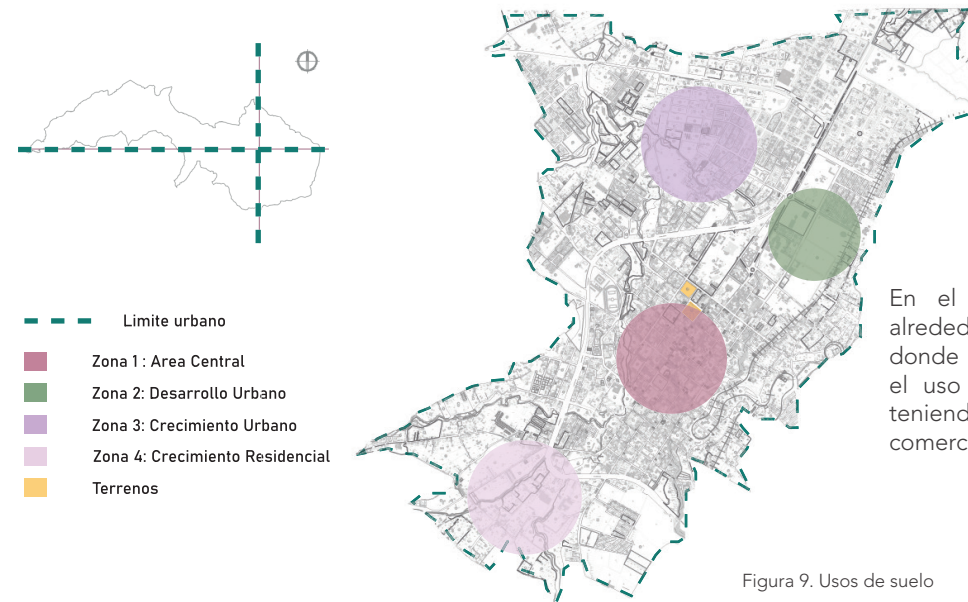 Limite urbano
Zona 1: Area Central
Zona 2: Desarrollo Urbano
Zona 3: Crecimiento Urbano
Zona 4: Crecimiento Residencial
Terrenos
En el
alreded
donde
el uso
teniend
comerc
Figura 9. Usos de suelo